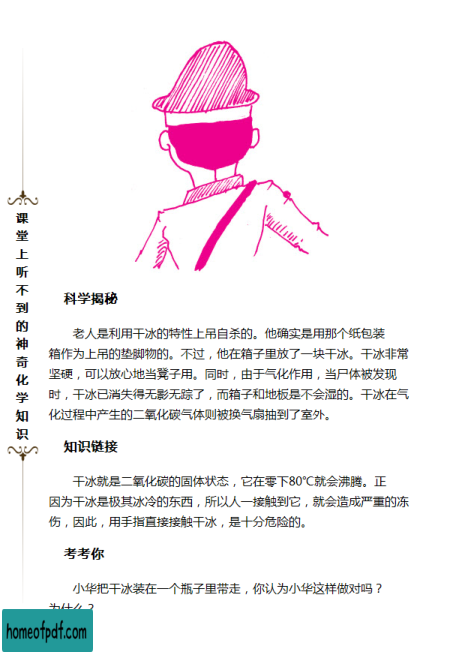 课堂上听不到的神奇化学知识
科学揭秘
老人是利用干冰的特性上吊自杀的。他确实是用那个纸包装
箱作为上吊的垫脚物的。不过，他在箱子里放了一块干冰。干冰非常
坚硬，可以放心地当凳子用。同时，由于气化作用，当尸体被发现
时，干冰已消失得无影无踪了，而箱子和地板是不会湿的。干冰在气
化过程中产生的二氧化碳气体则被换气扇抽到了室外。
知识链接
干冰就是二氧化碳的固体状态，它在零下80℃就会沸腾。正
因为干冰是极其冰冷的东西，所以人一接触到它，就会造成严重的冻
伤，因此，用手指直接接触干冰，是十分危险的。
考考你
小华把干冰装在一个瓶子里带走，你认为小华这样做对吗？
为什么？
homeofpdf.com